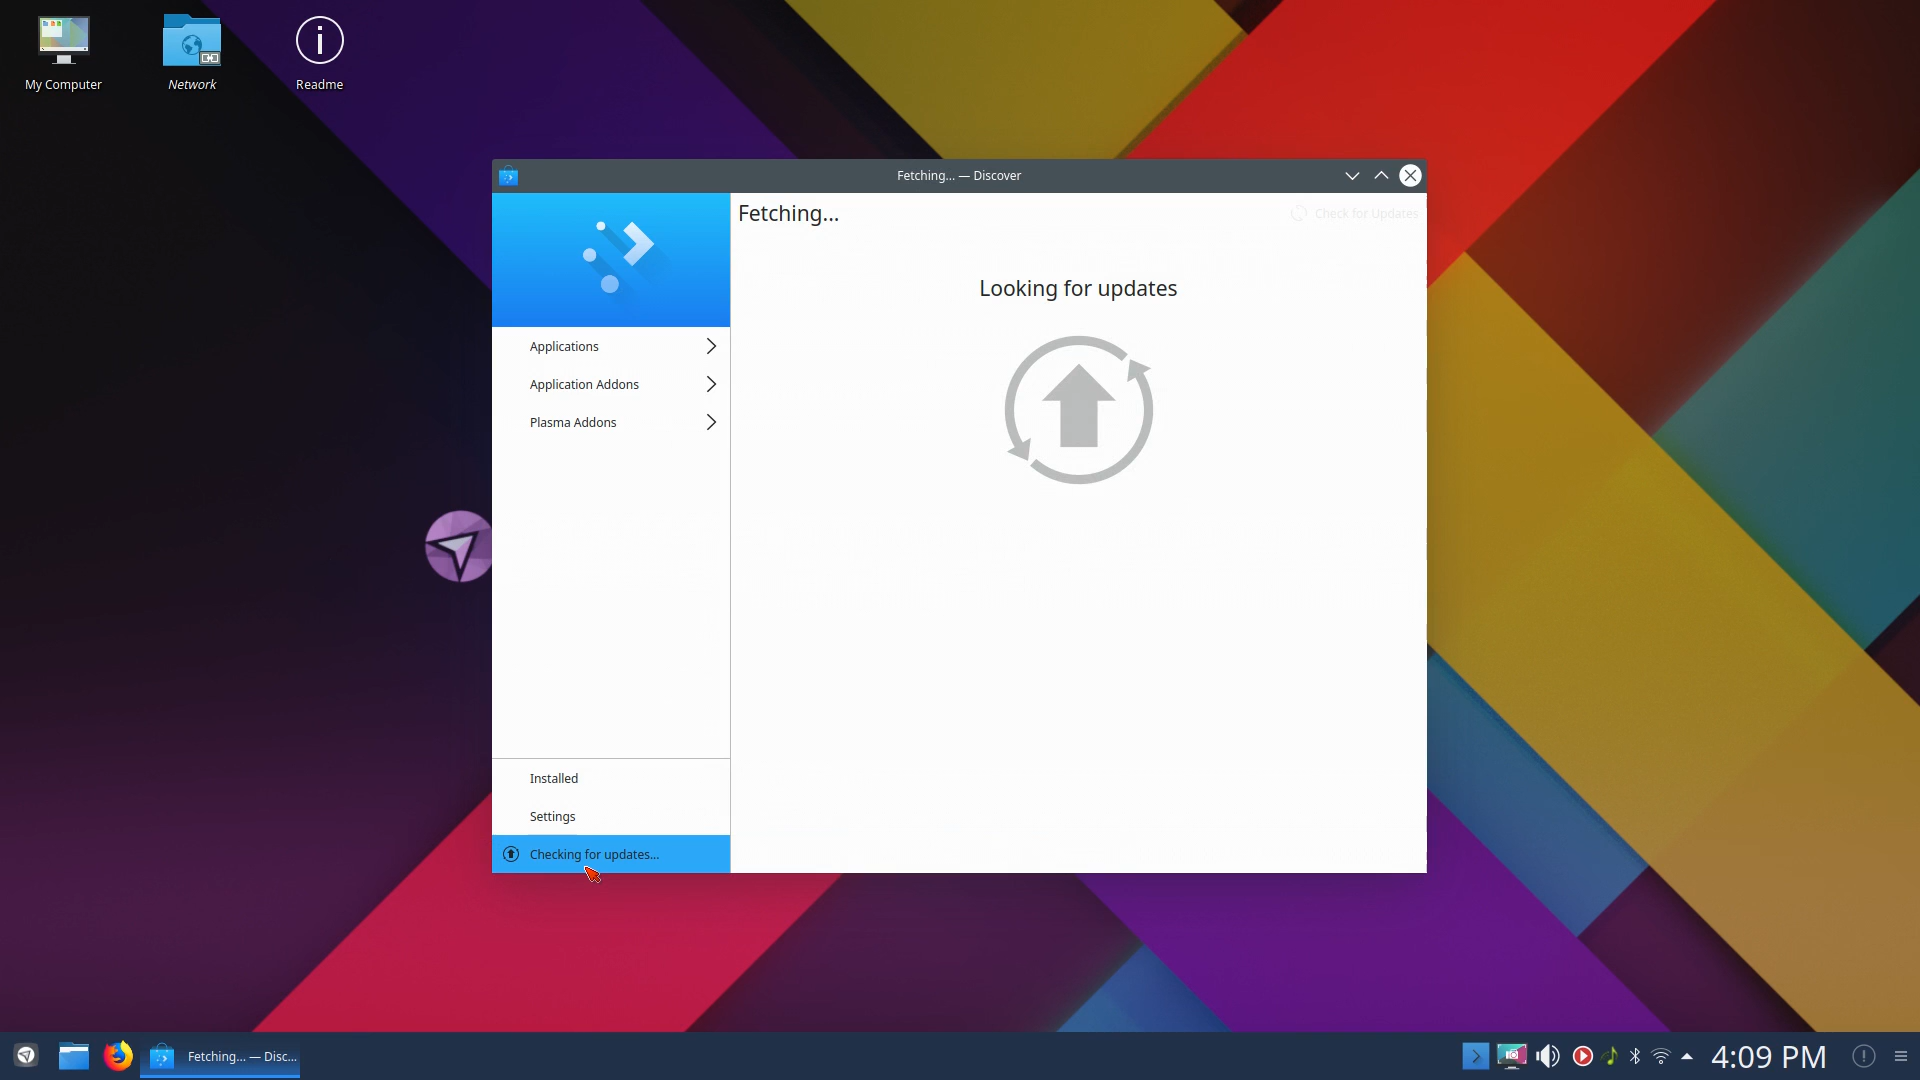 My Computer
Network
Readme
Fetching... — Discover
Fetching...
Check for Updates
Looking for updates
Applications
Application Addons
Plasma Addons
Installed
Settings
Checking for updates...
Fetching... — Disc...
4:09 PM